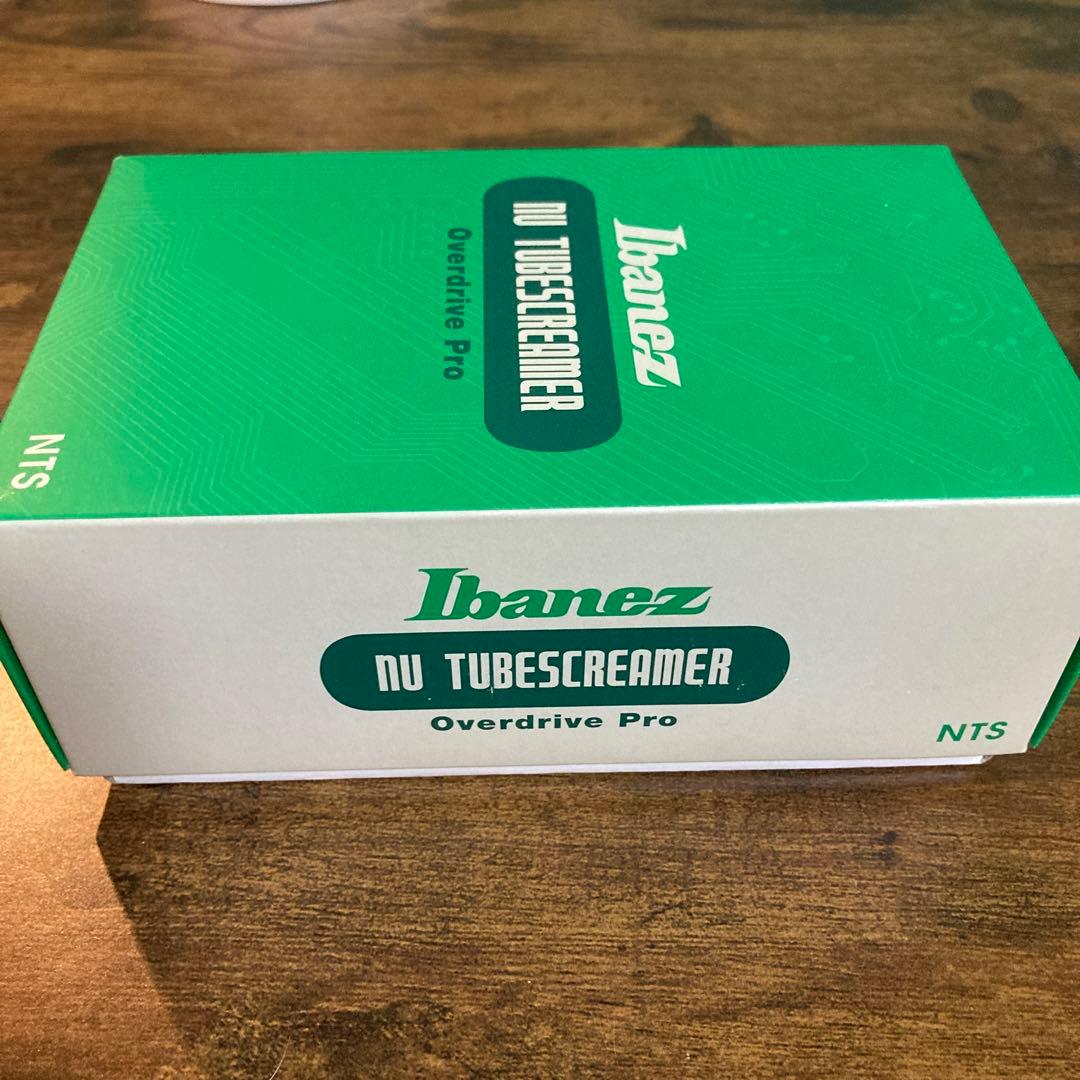 Ibanez
NU TUBESCREAMER
Overdrive Pro
NTS
Ibanez
NU TUBESCREAMER
Overdrive Pro
NTS